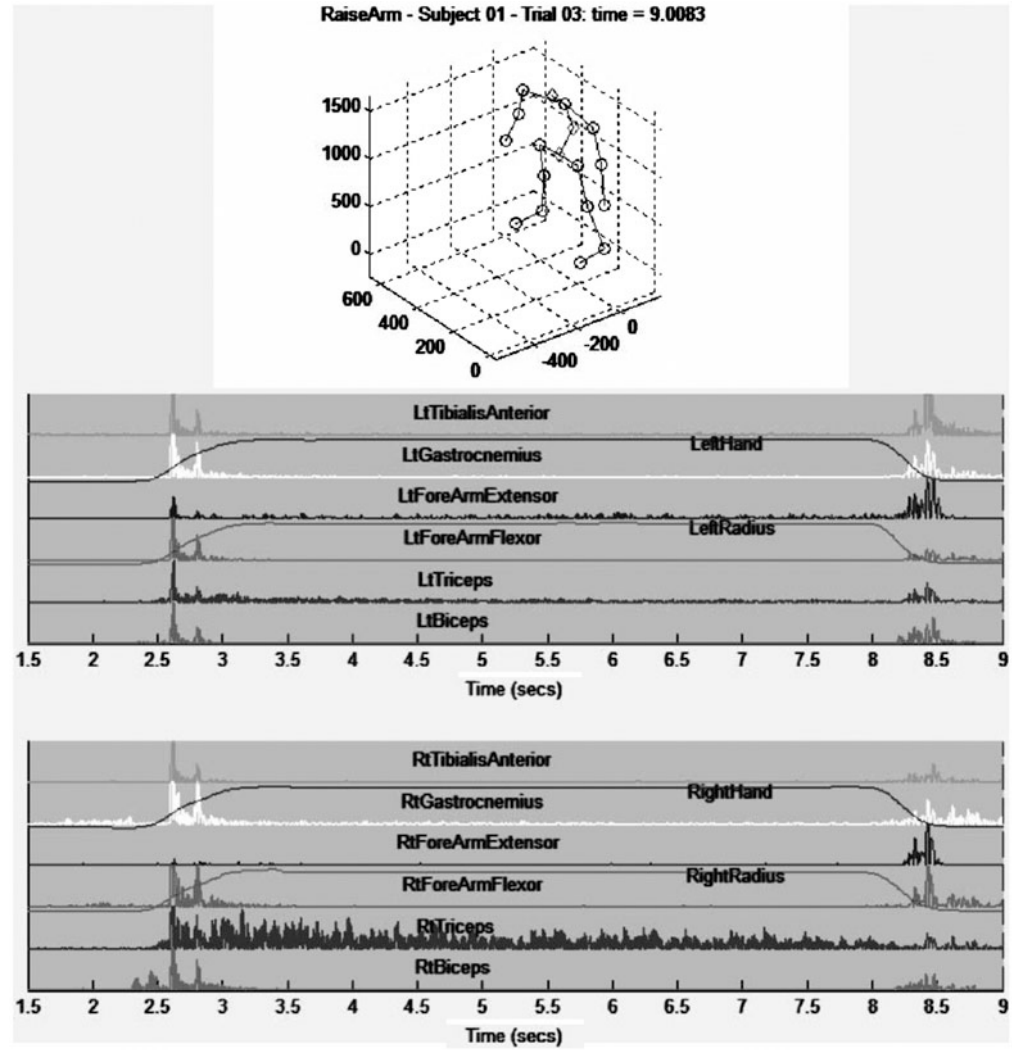 RaiseArm - Subject 01 - Trial 03: time = 9.0083
1500
1000
500
0
600
400
200
0
-400
-200
0
LtTibialisAnterior
LeftHand
LtGastrocnemius
LtForeArmExtensor
LeftRadius
LtForeArmFlexor
LtTriceps
LtBiceps
1.5 2 2.5 3 3.5 4 4.5 5 5.5 6 6.5 7 7.5 8 8.5 9
Time (secs)
RtTibialisAnterior
RightHand
RtGastrocnemius
RtForeArmExtensor
RightRadius
RtForeArmFlexor
RtTriceps
RtBiceps
1.5 2 2.5 3 3.5 4 4.5 5 5.5 6 6.5 7 7.5 8 8.5 9
Time (secs)